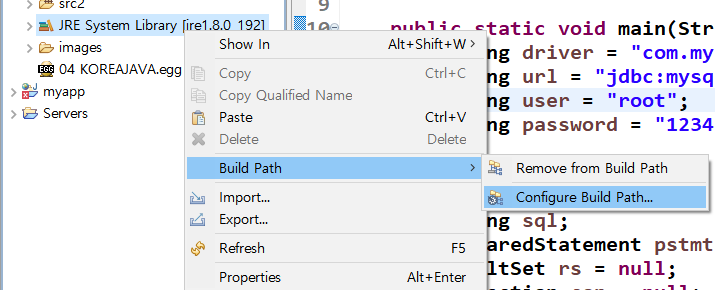 src2
JRE System Library [jre1.8.0_192]
images
04 KOREAJAVA.egg
EGG
myapp
Servers
9
10
public static void main(Str
ng driver = "com.my
ng url = "jdbc:mysq
ng user = "root";
ng password = "1234
Show In Alt+Shift+W
Copy Ctrl+C
Copy Qualified Name
Paste Ctrl+V
Delete Delete
Build Path
Import...
Export...
Refresh F5
Properties Alt+Enter
Remove from Build Path
Configure Build Path...
ng sql;
aredStatement pstmt
ltSet rs = null;